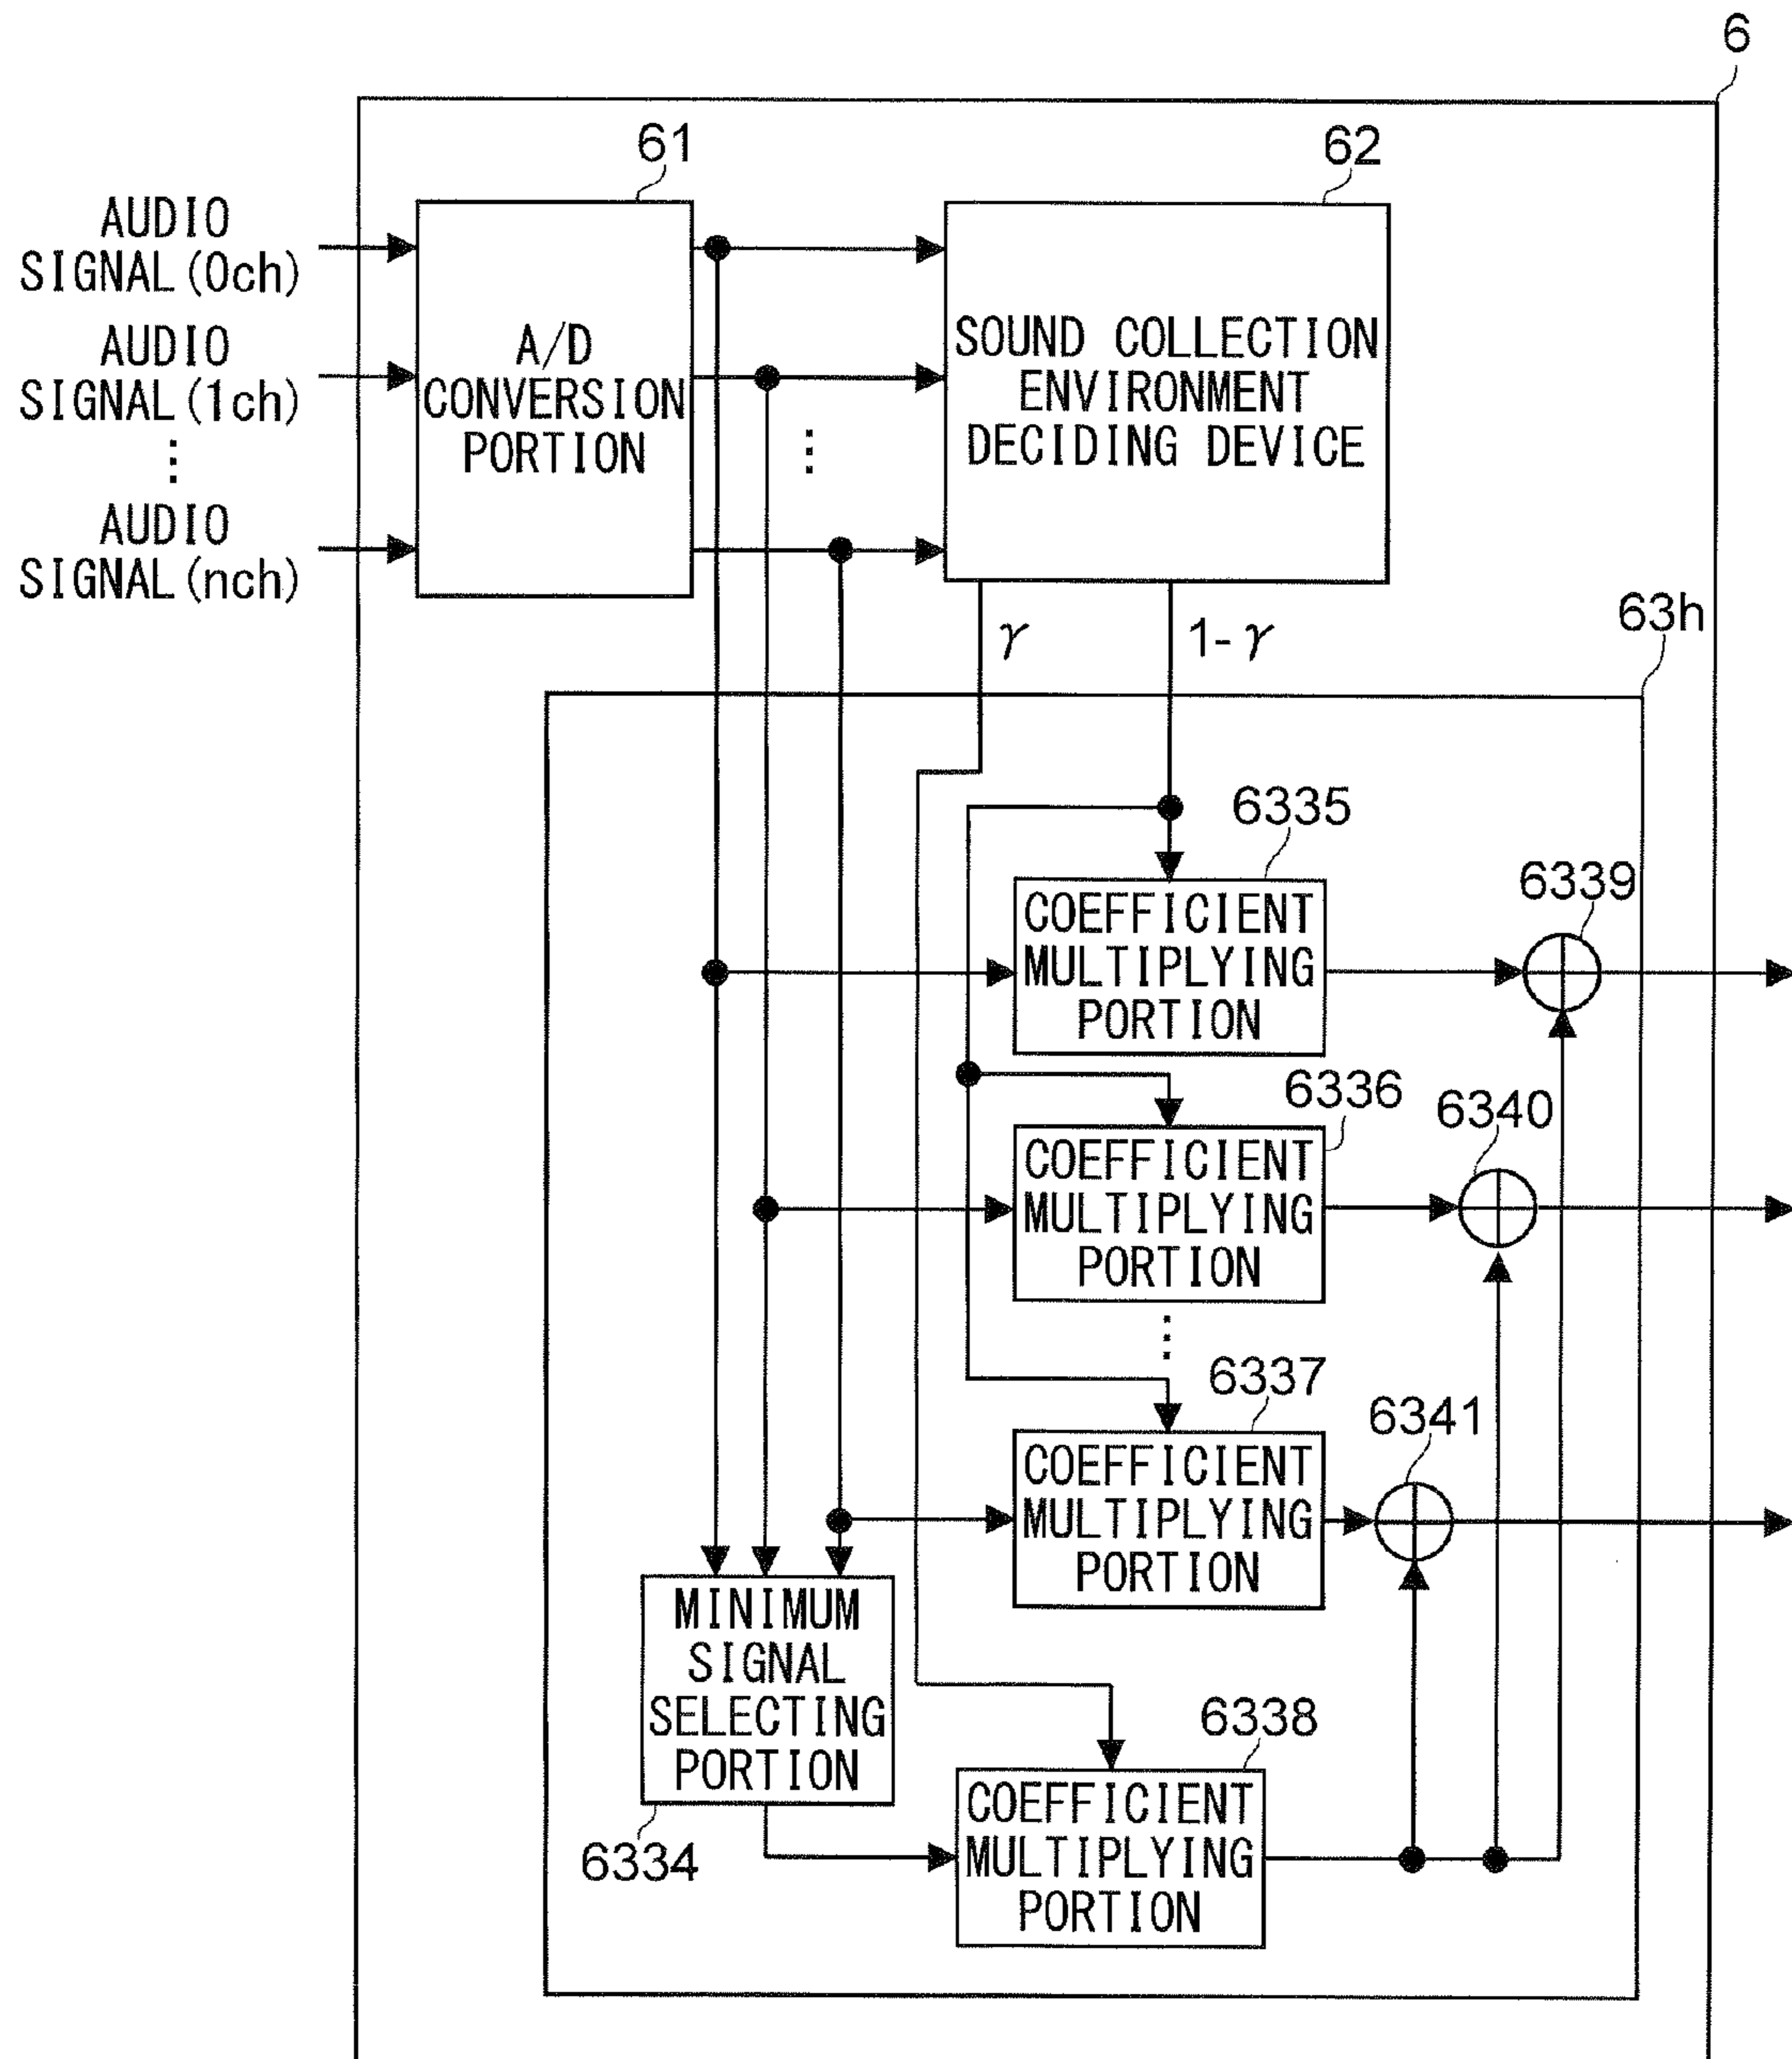 6
61
62
AUDIO
SIGNAL(0ch)
AUDIO
SIGNAL(1ch)
⋮
AUDIO
SIGNAL(nch)
A/D
CONVERSION
PORTION
⋮
SOUND COLLECTION
ENVIRONMENT
DECIDING DEVICE
γ
1-γ
63h
6335
COEFFICIENT
MULTIPLYING
PORTION
6339
6336
COEFFICIENT
MULTIPLYING
PORTION
6340
⋮
6337
COEFFICIENT
MULTIPLYING
PORTION
6341
MINIMUM
SIGNAL
SELECTING
PORTION
6334
6338
COEFFICIENT
MULTIPLYING
PORTION